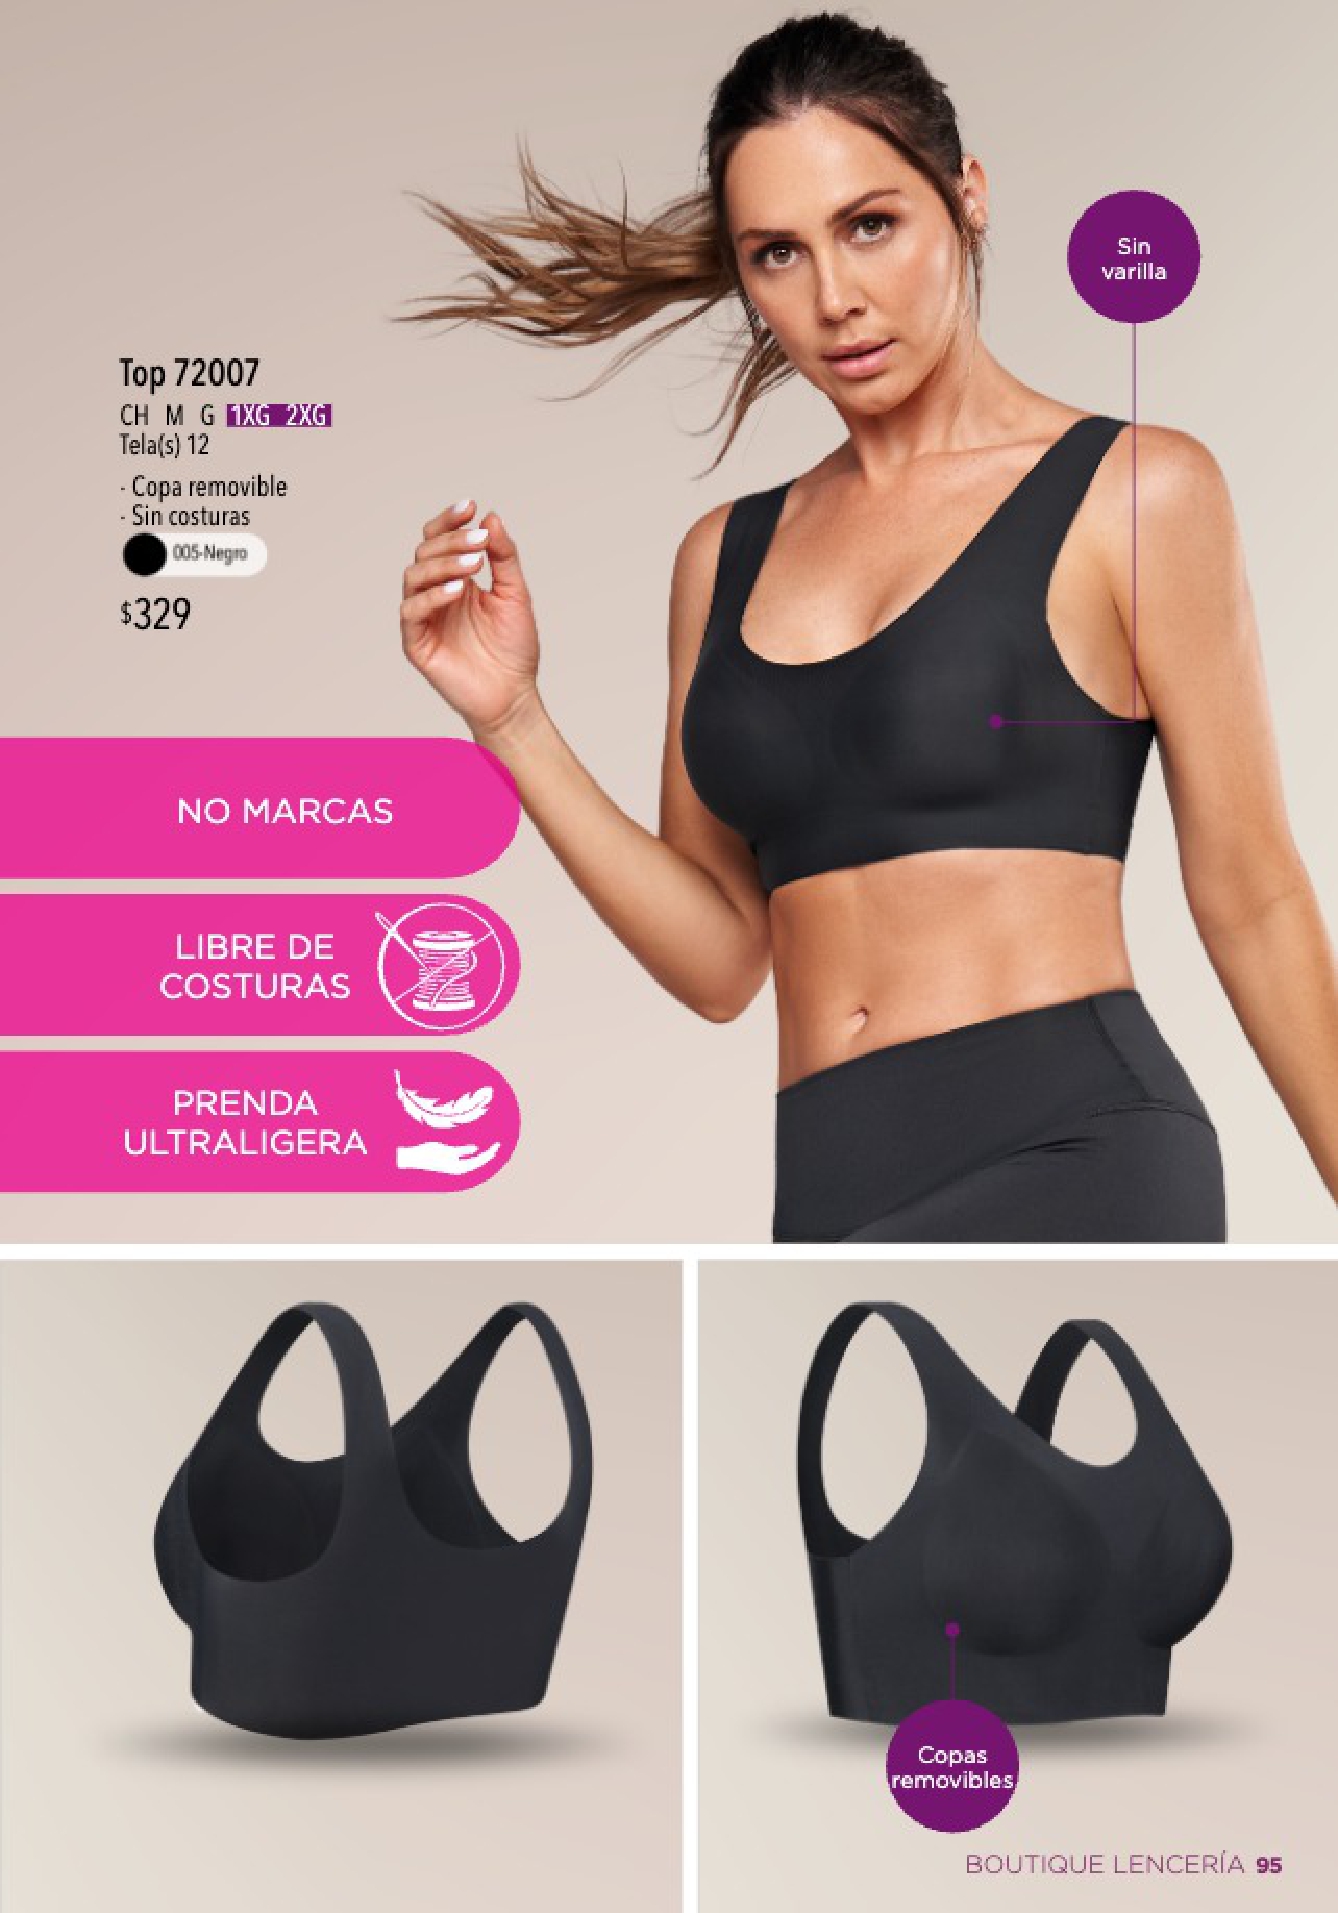 Sin
varilla
Top 72007
CH M G 1XG 2XG
Tela(s) 12
· Copa removible
· Sin costuras
005-Negro
$329
NO MARCAS
LIBRE DE
COSTURAS
PRENDA
ULTRALIGERA
Copas
removibles
BOUTIQUE LENCERÍA 95